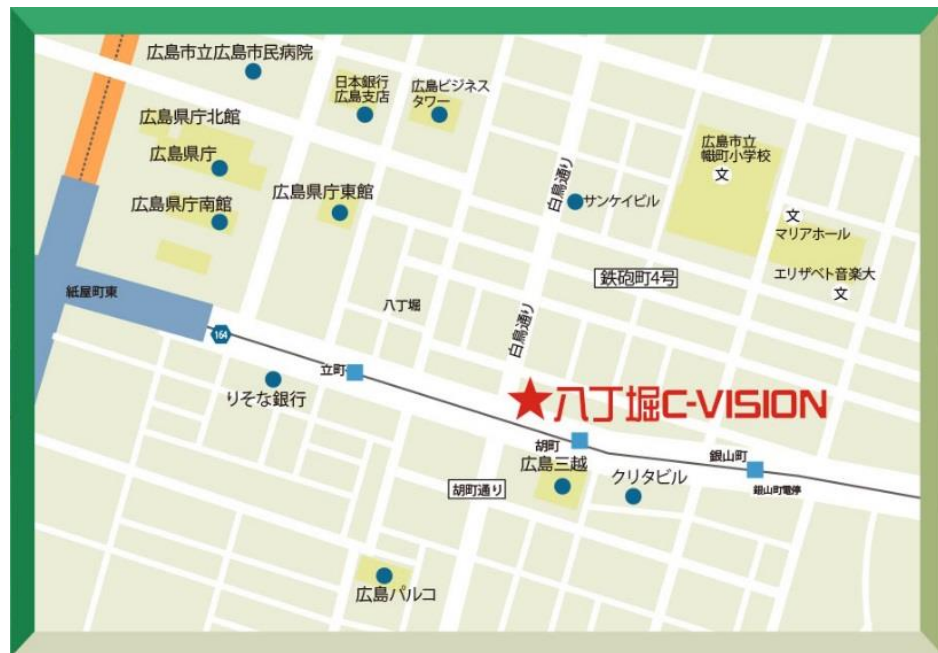 広島市立広島市民病院
日本銀行
広島支店
広島ビジネス
タワー
広島県庁北館
広島県庁
広島県庁南館
広島県庁東館
白鳥通り
サンケイビル
広島市立
幟町小学校
文
文
マリアホール
エリザベト音楽大
文
鉄砲町4号
紙屋町東
八丁堀
164
白鳥通り
立町
りそな銀行
八丁堀C-VISION
胡町
広島三越
銀山町
銀山町電停
クリタビル
胡町通り
広島パルコ